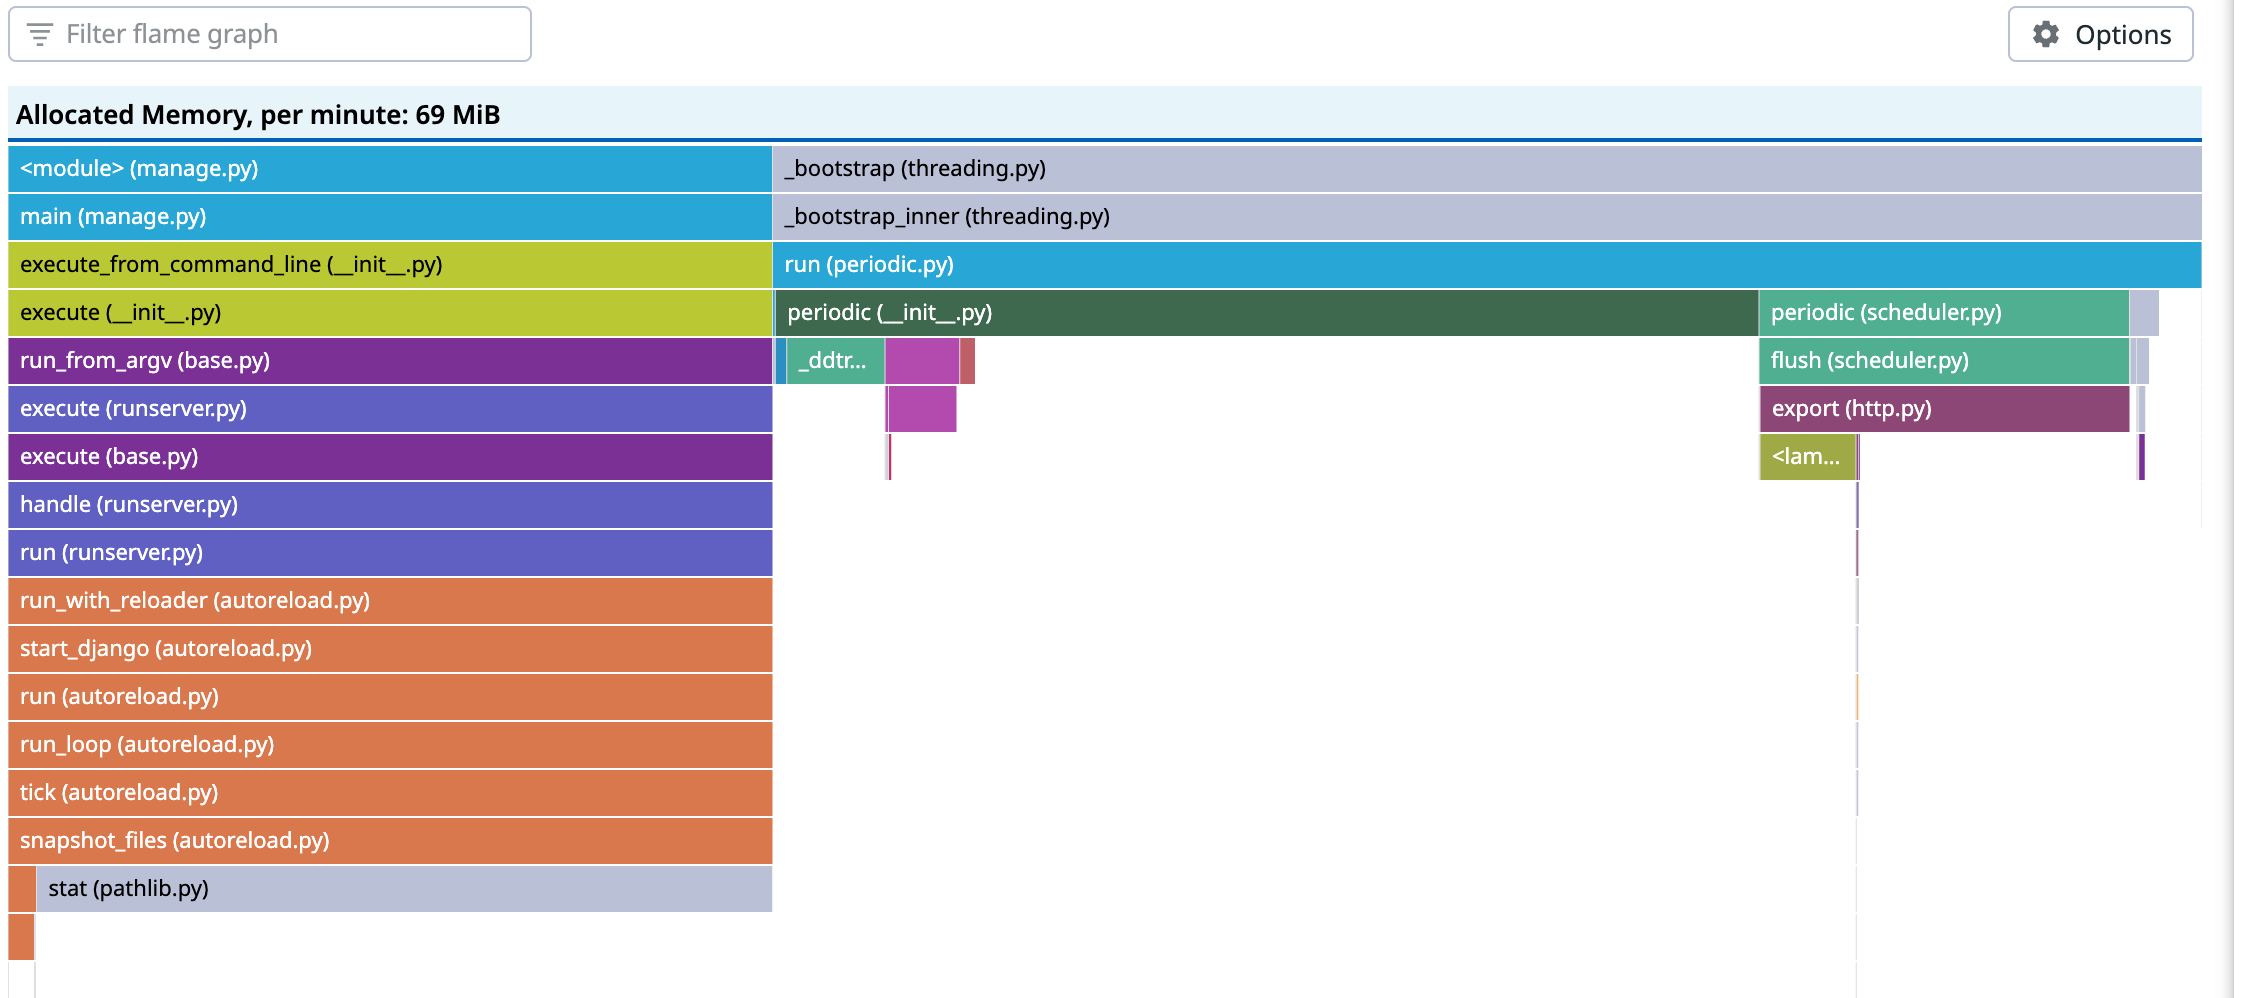 Filter flame graph
Options
Allocated Memory, per minute: 69 MiB
<module> (manage.py)
_bootstrap (threading.py)
main (manage.py)
_bootstrap_inner (threading.py)
execute_from_command_line (__init__.py)
run (periodic.py)
execute (__init__.py)
periodic (__init__.py)
periodic (scheduler.py)
run_from_argv (base.py)
_ddtr...
flush (scheduler.py)
execute (runserver.py)
export (http.py)
execute (base.py)
<lam...
handle (runserver.py)
run (runserver.py)
run_with_reloader (autoreload.py)
start_django (autoreload.py)
run (autoreload.py)
run_loop (autoreload.py)
tick (autoreload.py)
snapshot_files (autoreload.py)
stat (pathlib.py)